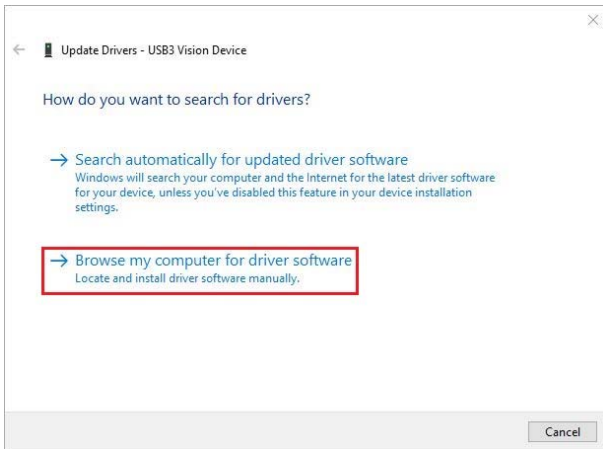 Update Drivers - USB3 Vision Device
How do you want to search for drivers?
Search automatically for updated driver software
Windows will search your computer and the Internet for the latest driver software
for your device, unless you've disabled this feature in your device installation
settings.
Browse my computer for driver software
Locate and install driver software manually.
Cancel